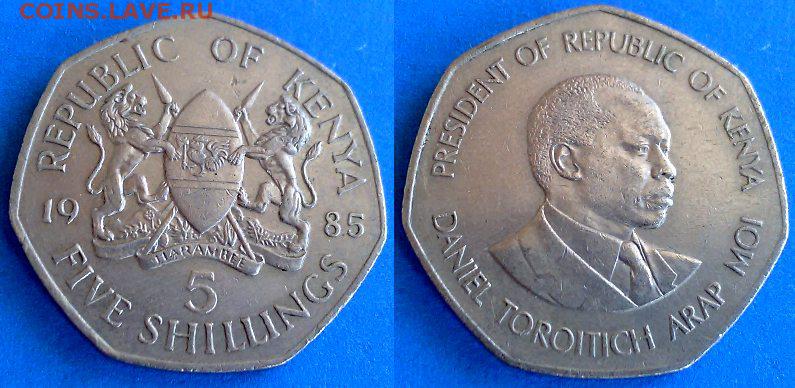 COINS.LAVE.RU
REPUBLIC OF KENYA
19 85
HARAMBEE
5
FIVE SHILLINGS
PRESIDENT OF REPUBLIC OF KENYA
DANIEL TOROITICH ARAP MOI